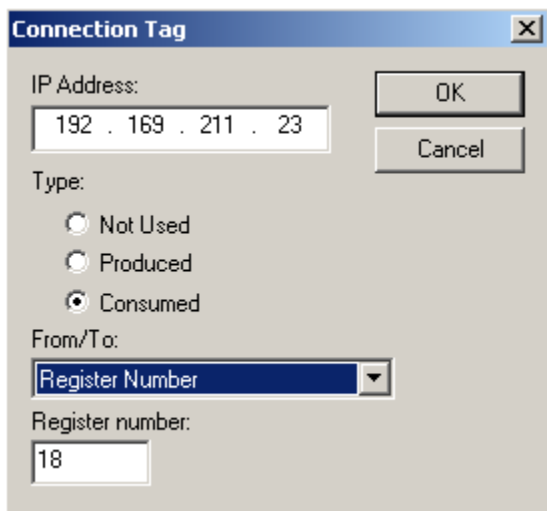 Connection Tag
IP Address:
192 . 169 . 211 . 23
OK
Cancel
Type:
Not Used
Produced
Consumed
From/To:
Register Number
Register number:
18